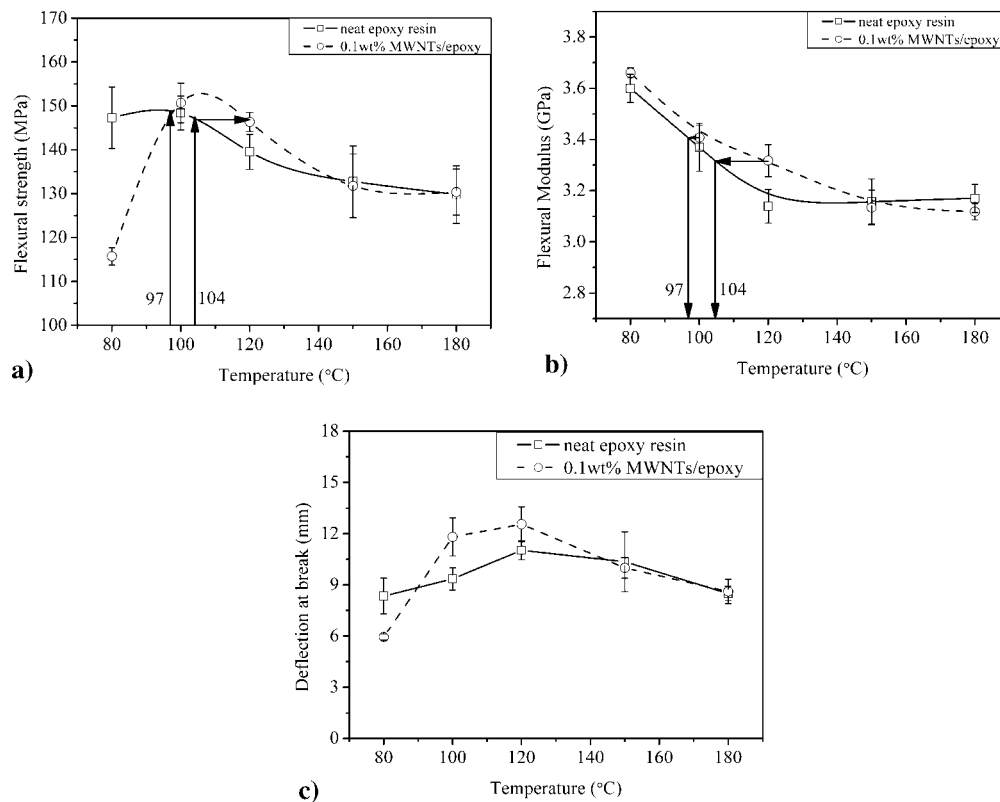 170
160
150
140
130
120
110
100
Flexural strength (MPa)
neat epoxy resin
0.1wt% MWNTs/epoxy
97
104
80 100 120 140 160 180
Temperature (°C)
a)
3.8
3.6
3.4
3.2
3.0
2.8
Flexural Modulus (GPa)
neat epoxy resin
0.1wt% MWNTs/epoxy
97
104
80 100 120 140 160 180
Temperature (°C)
b)
18
15
12
9
6
3
0
Deflection at break (mm)
neat epoxy resin
0.1wt% MWNTs/epoxy
80 100 120 140 160 180
Temperature (°C)
c)